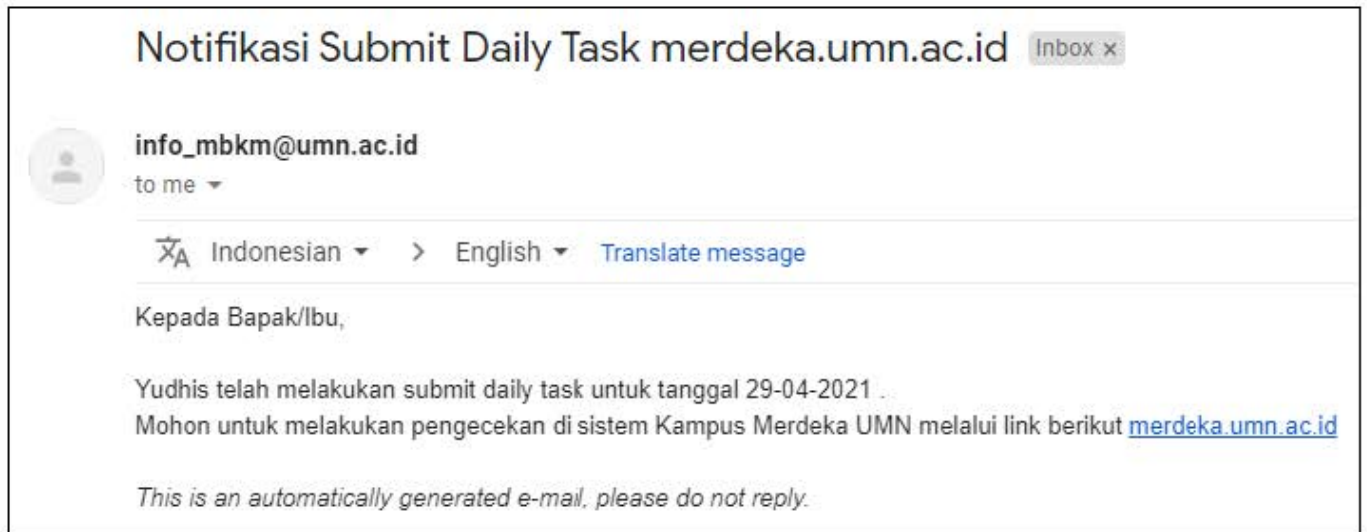 Notifikasi Submit Daily Task merdeka.umn.ac.id Inbox x
info_mbkm@umn.ac.id
to me
Indonesian > English Translate message
Kepada Bapak/Ibu,
Yudhis telah melakukan submit daily task untuk tanggal 29-04-2021 .
Mohon untuk melakukan pengecekan di sistem Kampus Merdeka UMN melalui link berikut merdeka.umn.ac.id
This is an automatically generated e-mail, please do not reply.